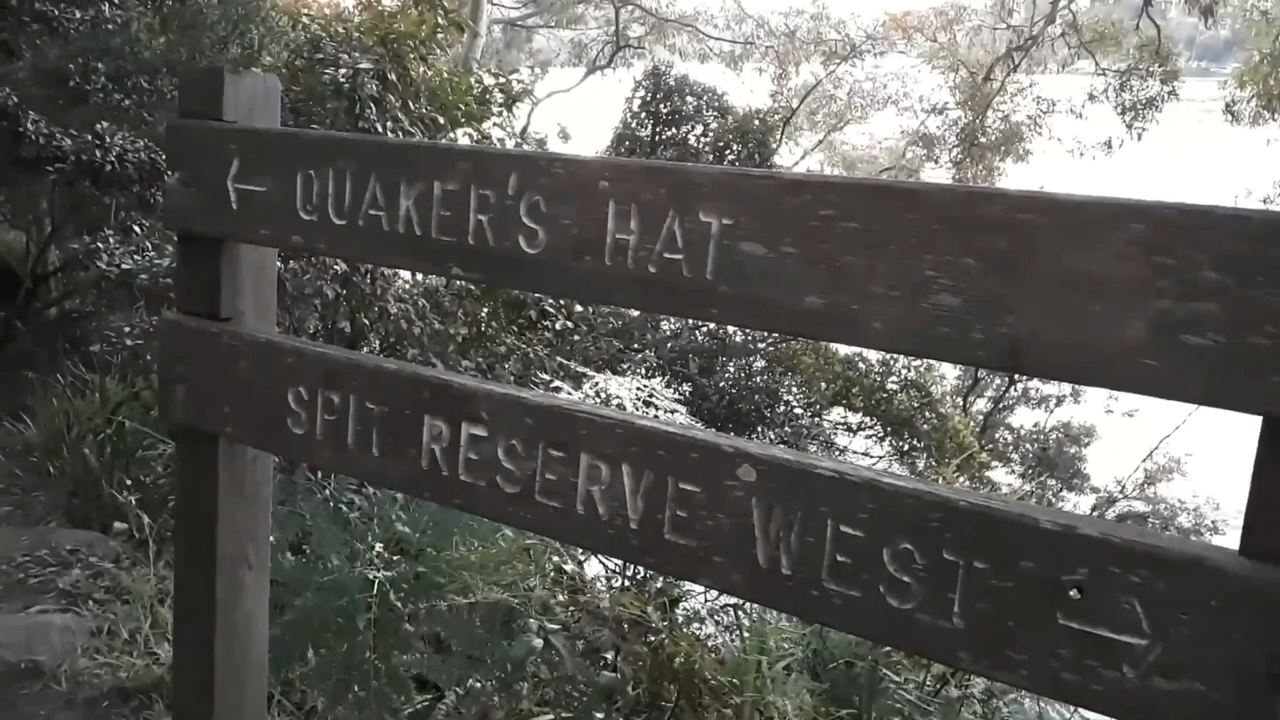 ← QUAKER'S HAT
SPIT RESERVE WEST →